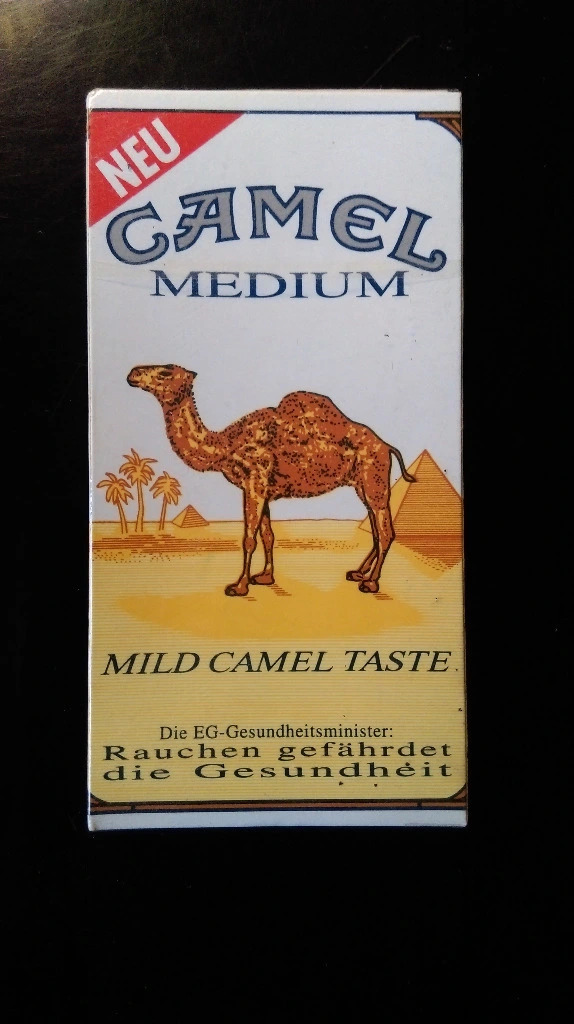 NEU
CAMEL
MEDIUM
MILD CAMEL TASTE
Die EG-Gesundheitsminister:
Rauchen gefährdet
die Gesundheit